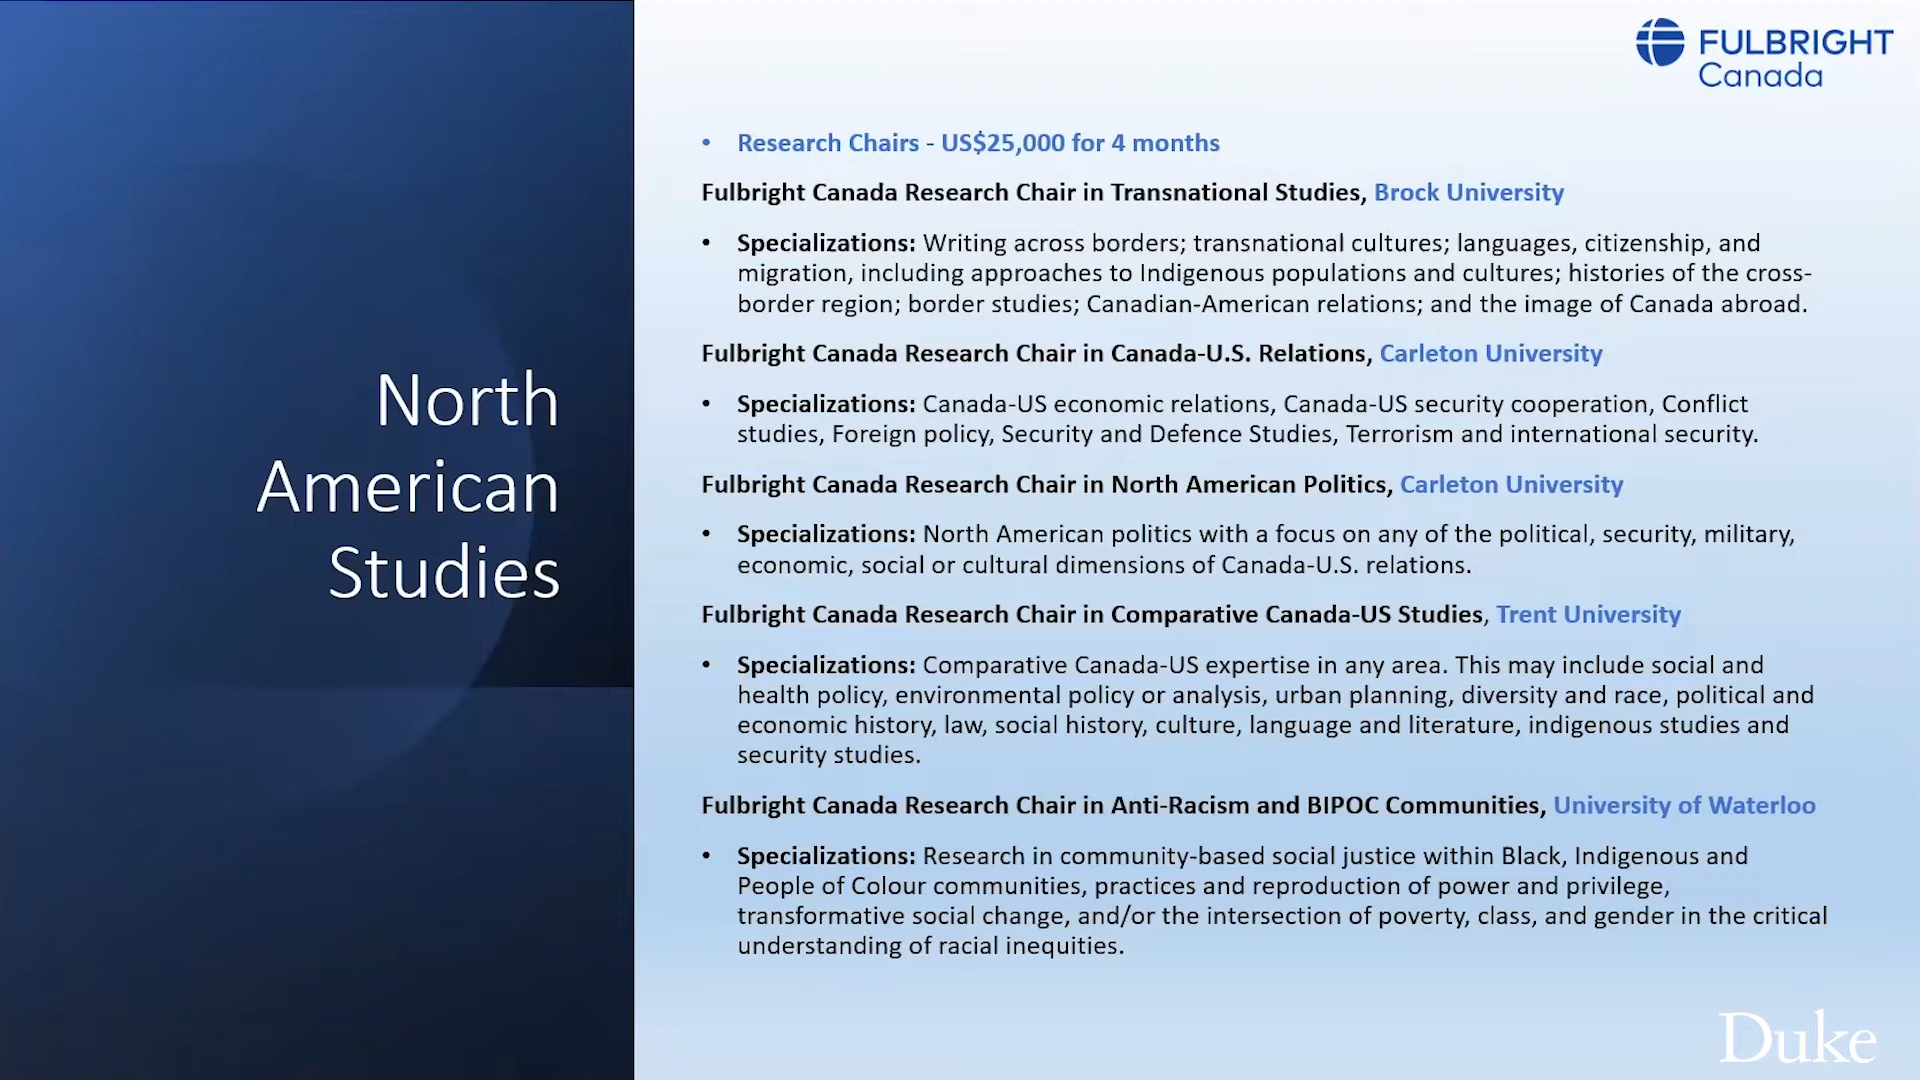 North
American
Studies
FULBRIGHT
Canada
• Research Chairs - US$25,000 for 4 months
Fulbright Canada Research Chair in Transnational Studies, Brock University
• Specializations: Writing across borders; transnational cultures; languages, citizenship, and
migration, including approaches to Indigenous populations and cultures; histories of the cross-
border region; border studies; Canadian-American relations; and the image of Canada abroad.
Fulbright Canada Research Chair in Canada-U.S. Relations, Carleton University
• Specializations: Canada-US economic relations, Canada-US security cooperation, Conflict
studies, Foreign policy, Security and Defence Studies, Terrorism and international security.
Fulbright Canada Research Chair in North American Politics, Carleton University
• Specializations: North American politics with a focus on any of the political, security, military,
economic, social or cultural dimensions of Canada-U.S. relations.
Fulbright Canada Research Chair in Comparative Canada-US Studies, Trent University
• Specializations: Comparative Canada-US expertise in any area. This may include social and
health policy, environmental policy or analysis, urban planning, diversity and race, political and
economic history, law, social history, culture, language and literature, indigenous studies and
security studies.
Fulbright Canada Research Chair in Anti-Racism and BIPOC Communities, University of Waterloo
• Specializations: Research in community-based social justice within Black, Indigenous and
People of Colour communities, practices and reproduction of power and privilege,
transformative social change, and/or the intersection of poverty, class, and gender in the critical
understanding of racial inequities.
Duke